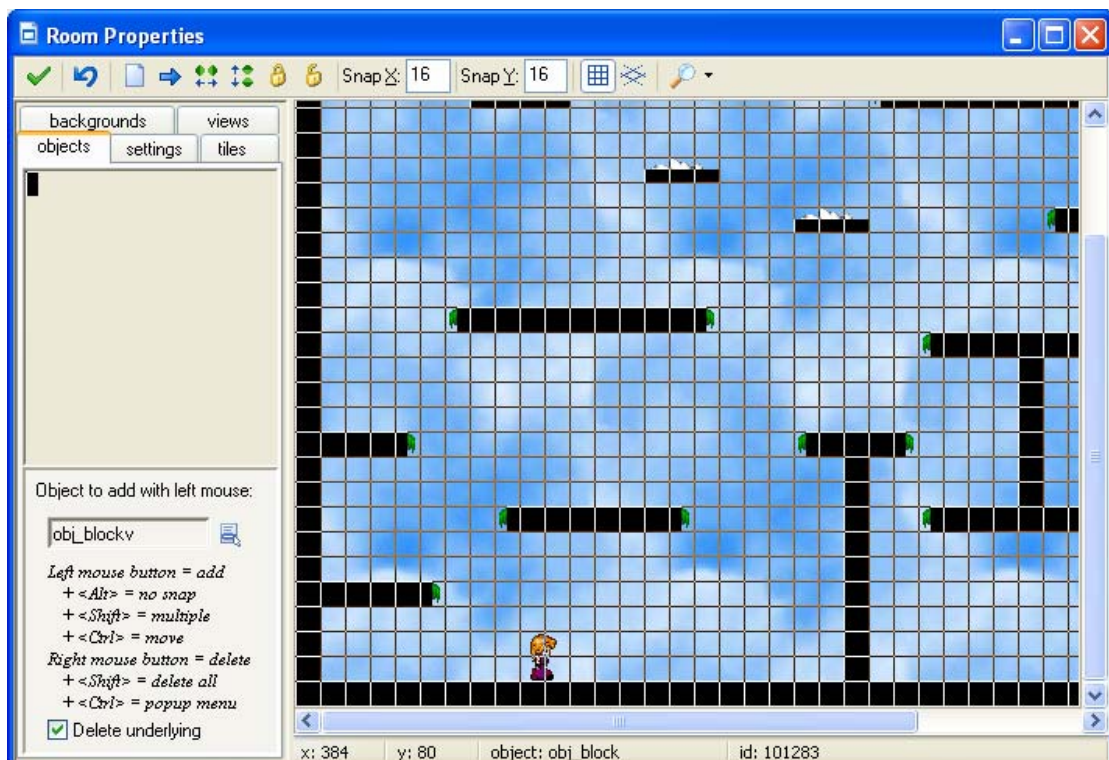 Room Properties
Snap X: 16 Snap Y: 16
backgrounds views
objects settings tiles
Object to add with left mouse:
obj_blockv
Left mouse button = add
+ <Alt> = no snap
+ <Shift> = multiple
+ <Ctrl> = move
Right mouse button = delete
+ <Shift> = delete all
+ <Ctrl> = popup menu
Delete underlying
x: 384 y: 80 object: obj_block id: 101283